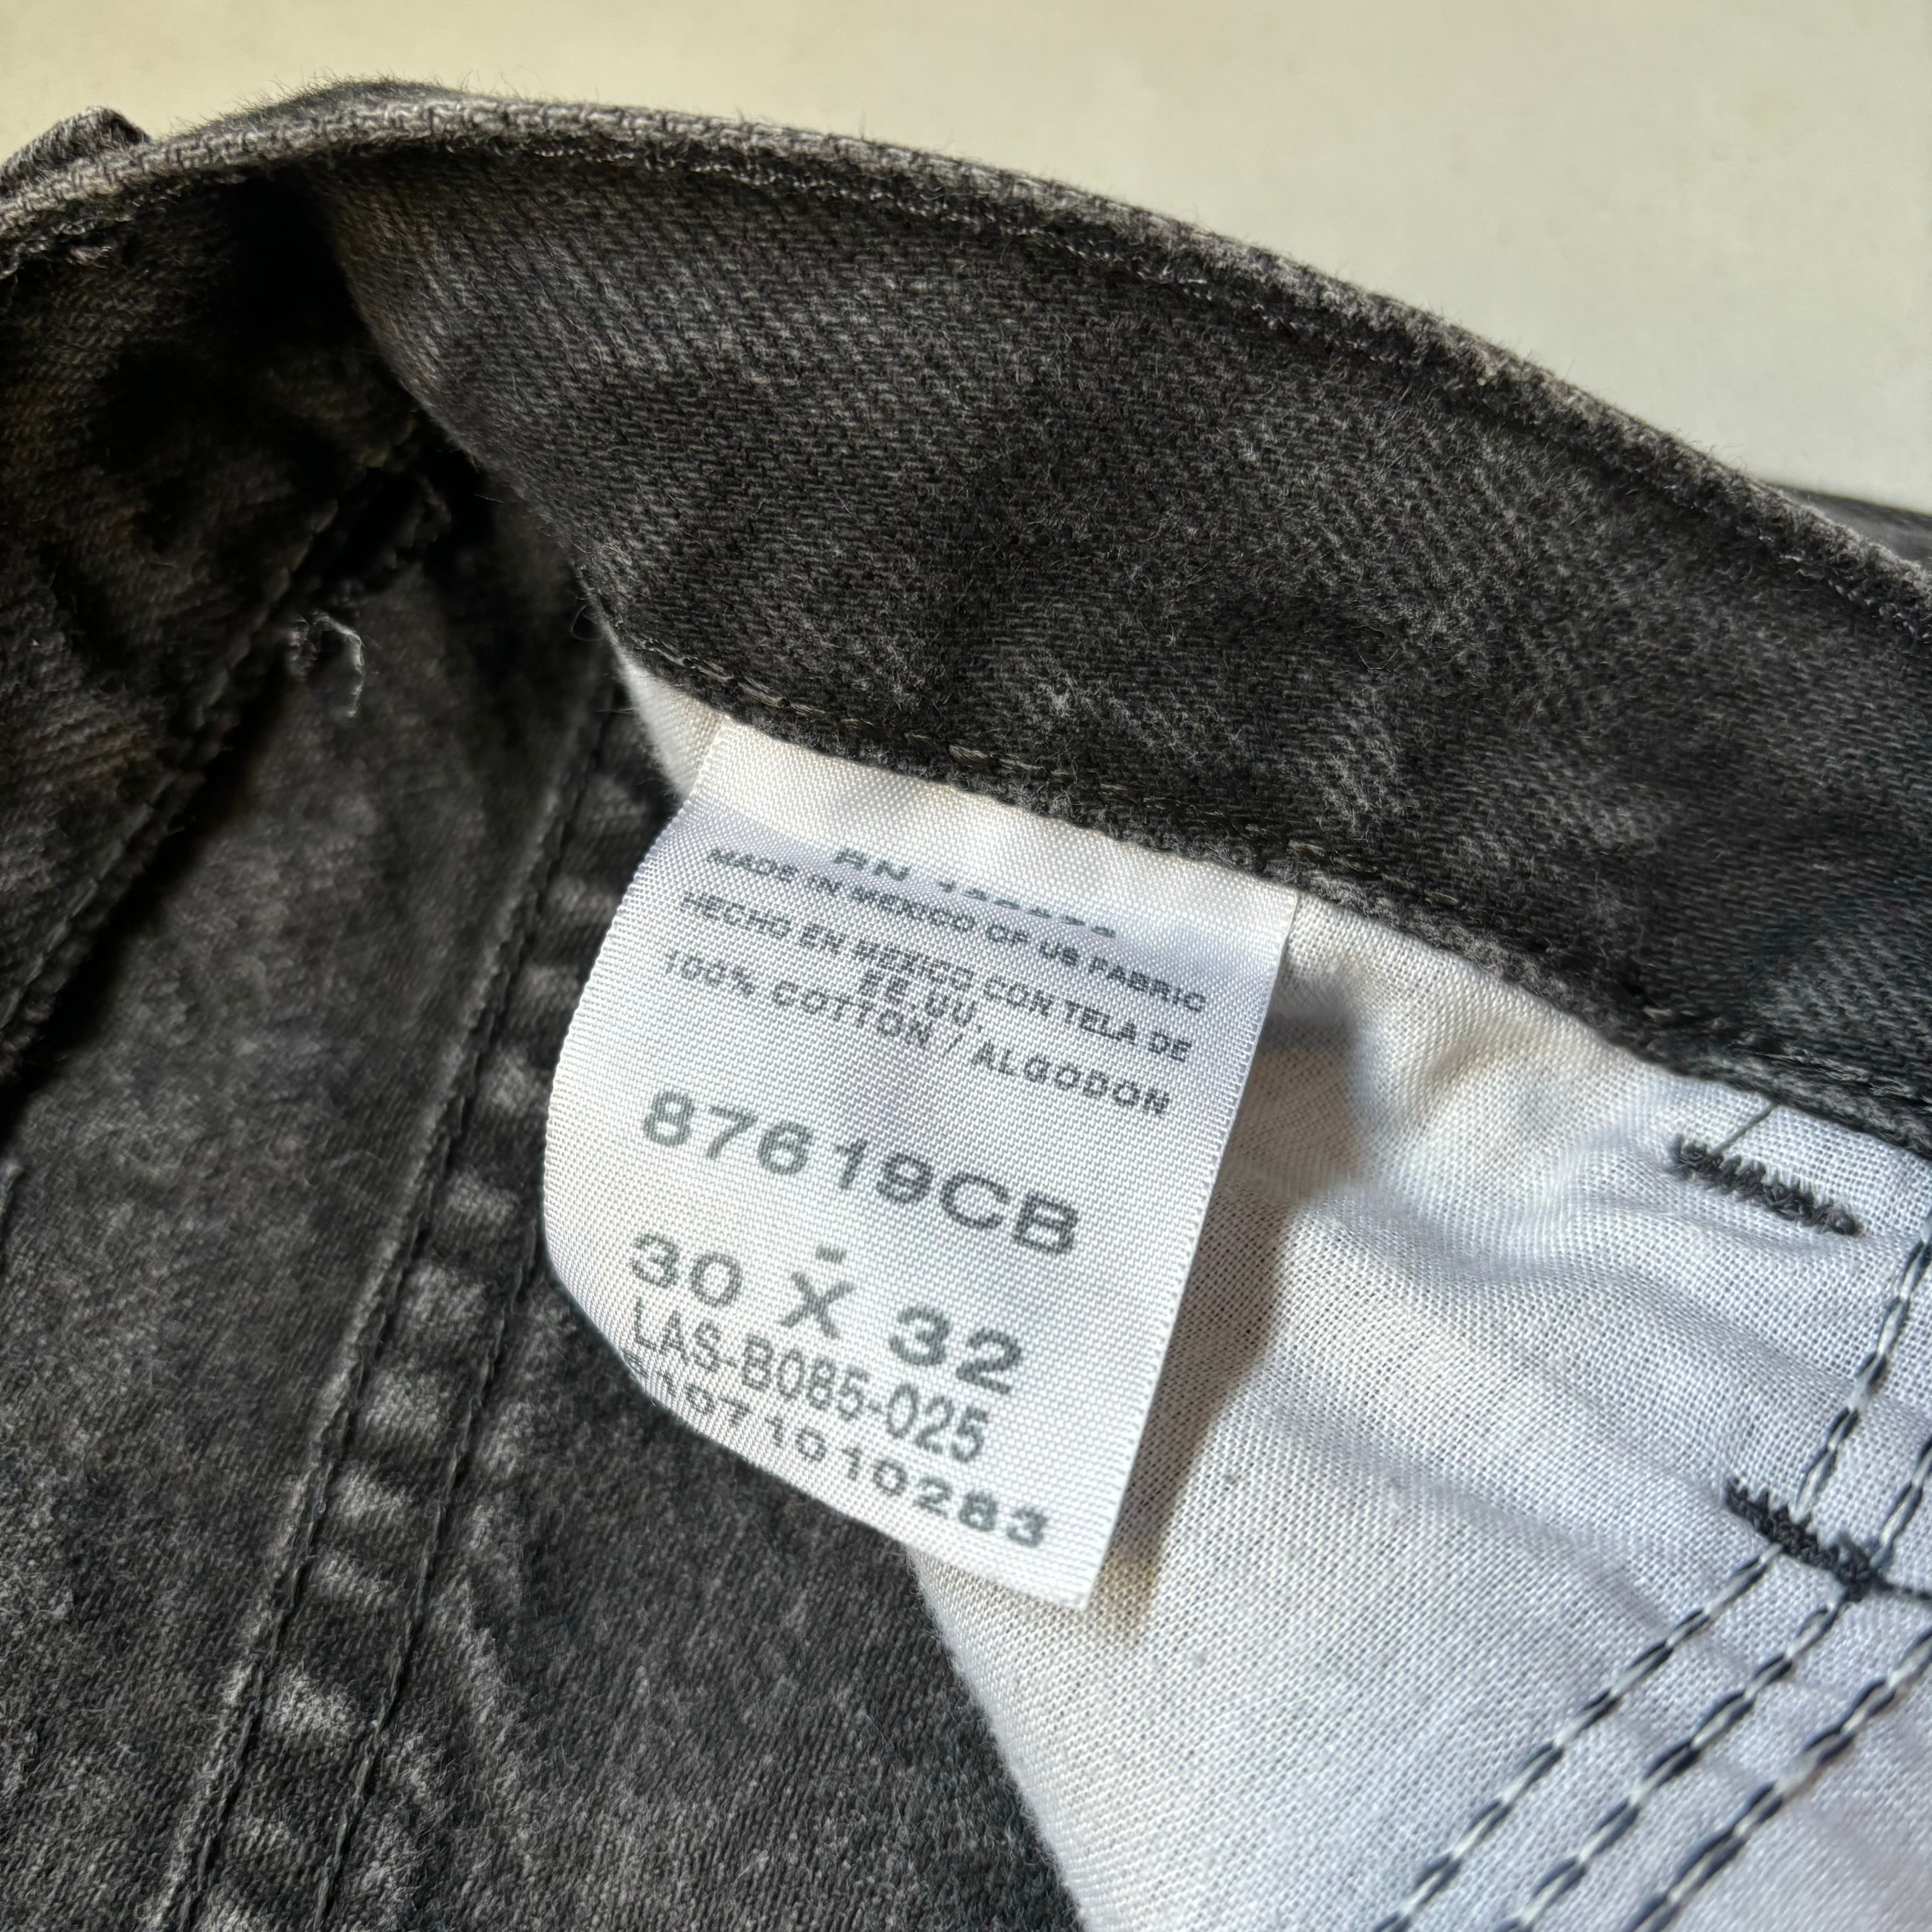 MADE IN MEXICO OF US FABRIC
HECHO EN MEXICO CON TELA DE
EE.UU.
100% COTTON / ALGODON
87619CB
30 X 32
LAS-B085-025